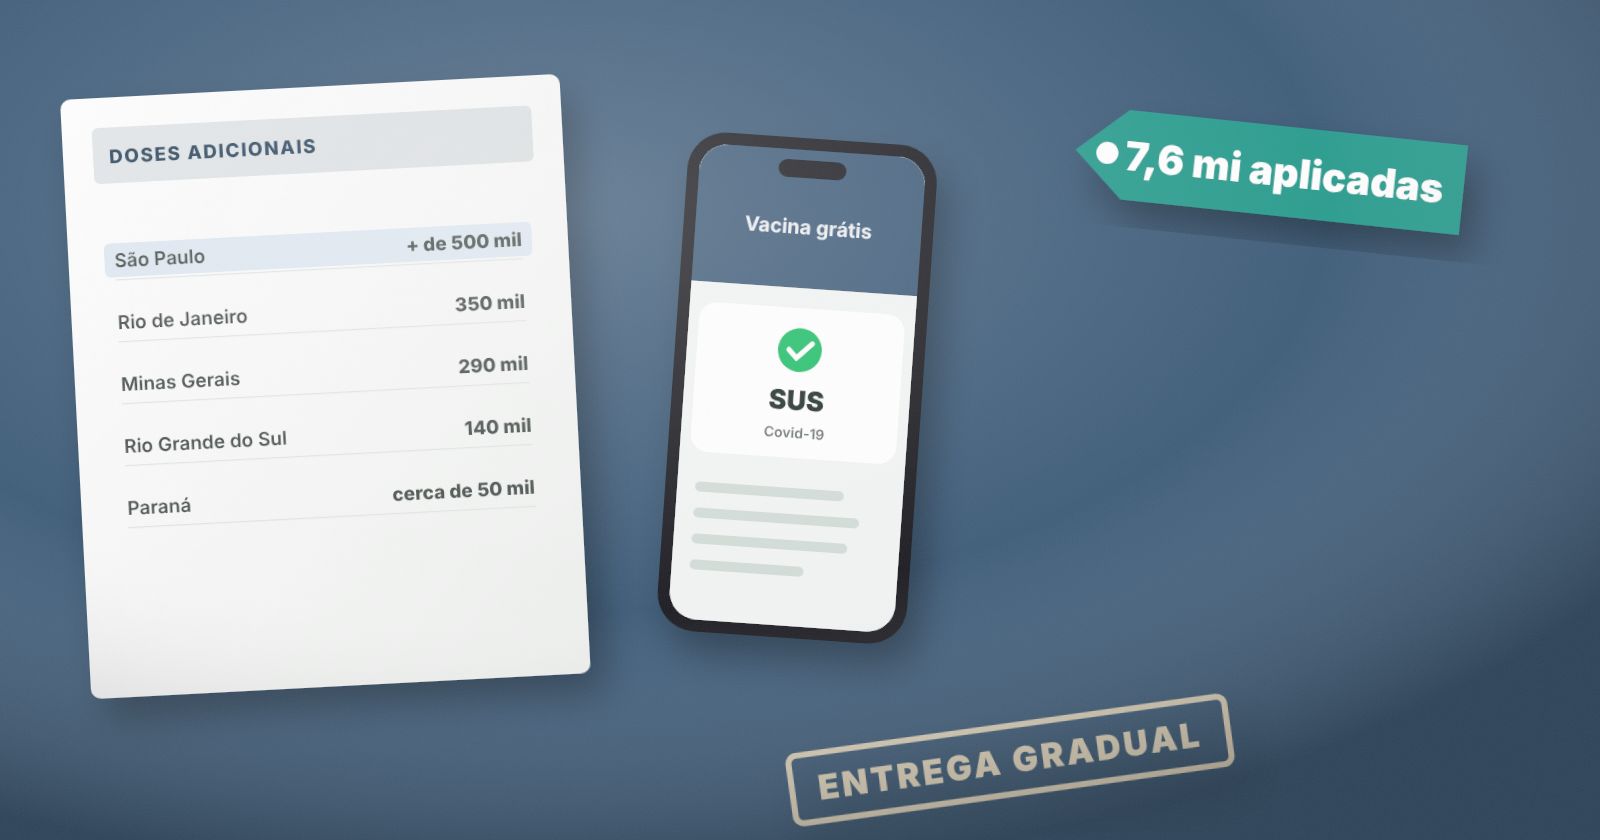 DOSES ADICIONAIS
São Paulo + de 500 mil
Rio de Janeiro 350 mil
Minas Gerais 290 mil
Rio Grande do Sul 140 mil
Paraná cerca de 50 mil
Vacina grátis
SUS
Covid-19
7,6 mi aplicadas
ENTREGA GRADUAL